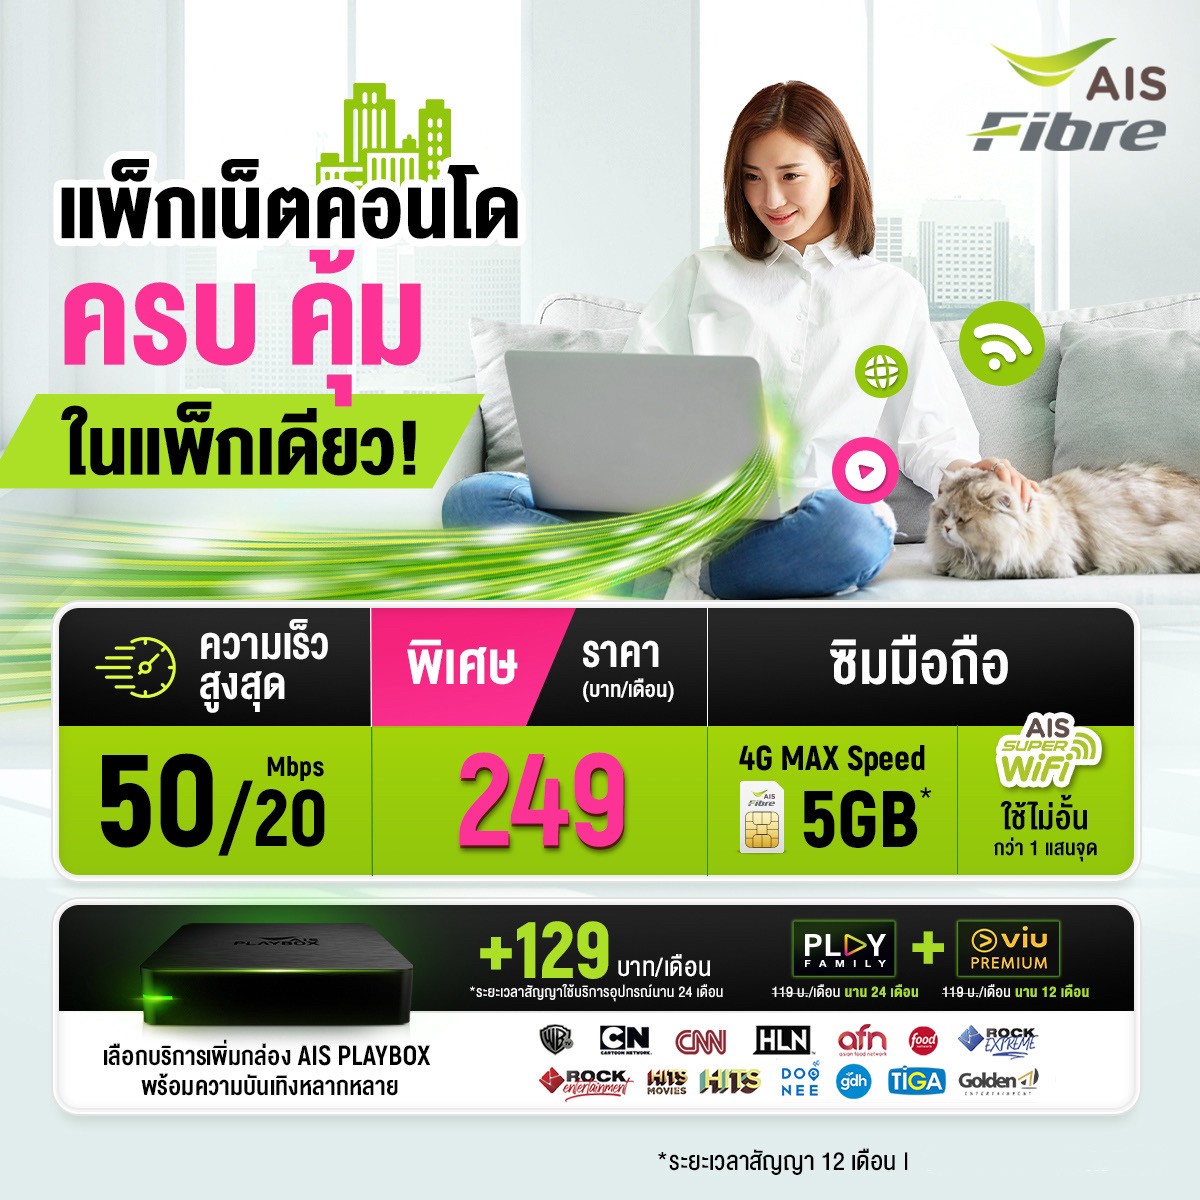 AIS
Fibre
แพ็กเน็ตคอนโด
ครบ คุ้ม
ในแพ็กเดียว!
ความเร็ว
สูงสุด
พิเศษ
ราคา
(บาท/เดือน)
ซิมมือถือ
50/20 Mbps
249
4G MAX Speed
AIS
Fibre
5GB*
AIS
SUPER
WiFi
ใช้ไม่อั้น
กว่า 1 แสนจุด
AIS
PLAYBOX
+129 บาท/เดือน
*ระยะเวลาสัญญาใช้บริการอุปกรณ์นาน 24 เดือน
PLAY
FAMILY
+
viu
PREMIUM
119 บ./เดือน นาน 24 เดือน
119 บ./เดือน นาน 12 เดือน
เลือกบริการเพิ่มกล่อง AIS PLAYBOX
พร้อมความบันเทิงหลากหลาย
WB TV
CN
CARTOON NETWORK
CNN
HLN
afn
asian food network
food
network
ROCK
EXTREME
ROCK
entertainment
HITS
MOVIES
HITS
DOO
NEE
gdh
TIGA
Golden A
ENTERTAINMENT
*ระยะเวลาสัญญา 12 เดือน |